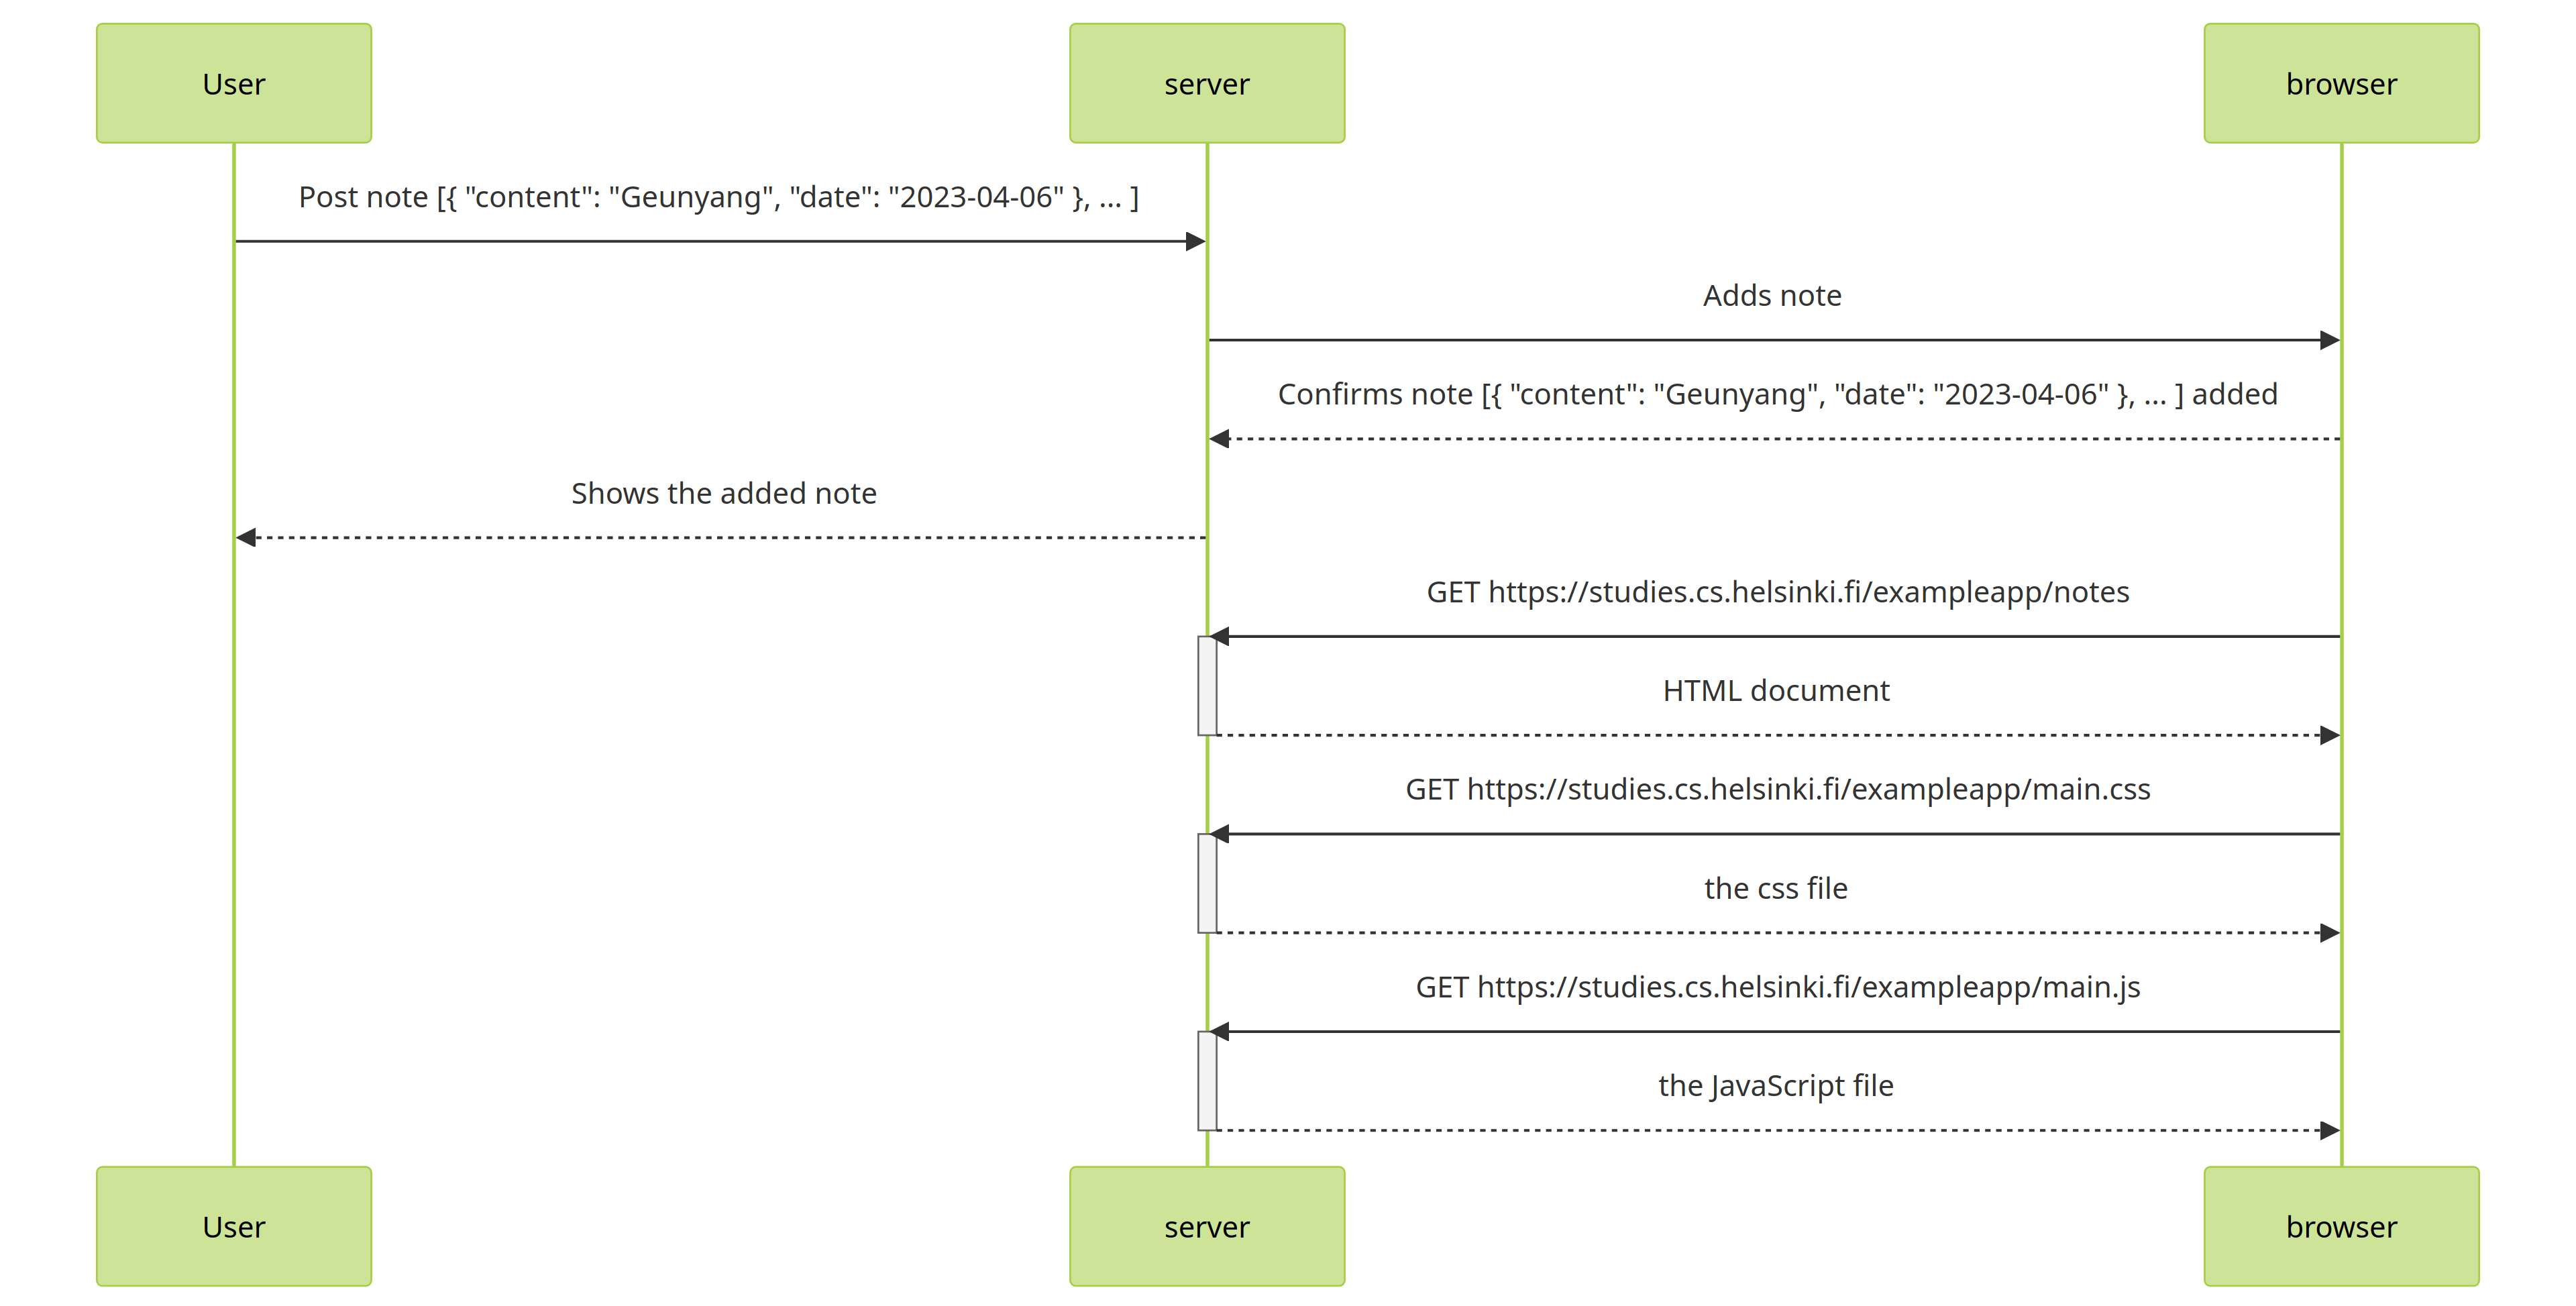 User
server
browser
Post note [{ "content": "Geunyang", "date": "2023-04-06" }, ... ]
Adds note
Confirms note [{ "content": "Geunyang", "date": "2023-04-06" }, ... ] added
Shows the added note
GET https://studies.cs.helsinki.fi/exampleapp/notes
HTML document
GET https://studies.cs.helsinki.fi/exampleapp/main.css
the css file
GET https://studies.cs.helsinki.fi/exampleapp/main.js
the JavaScript file
User
server
browser